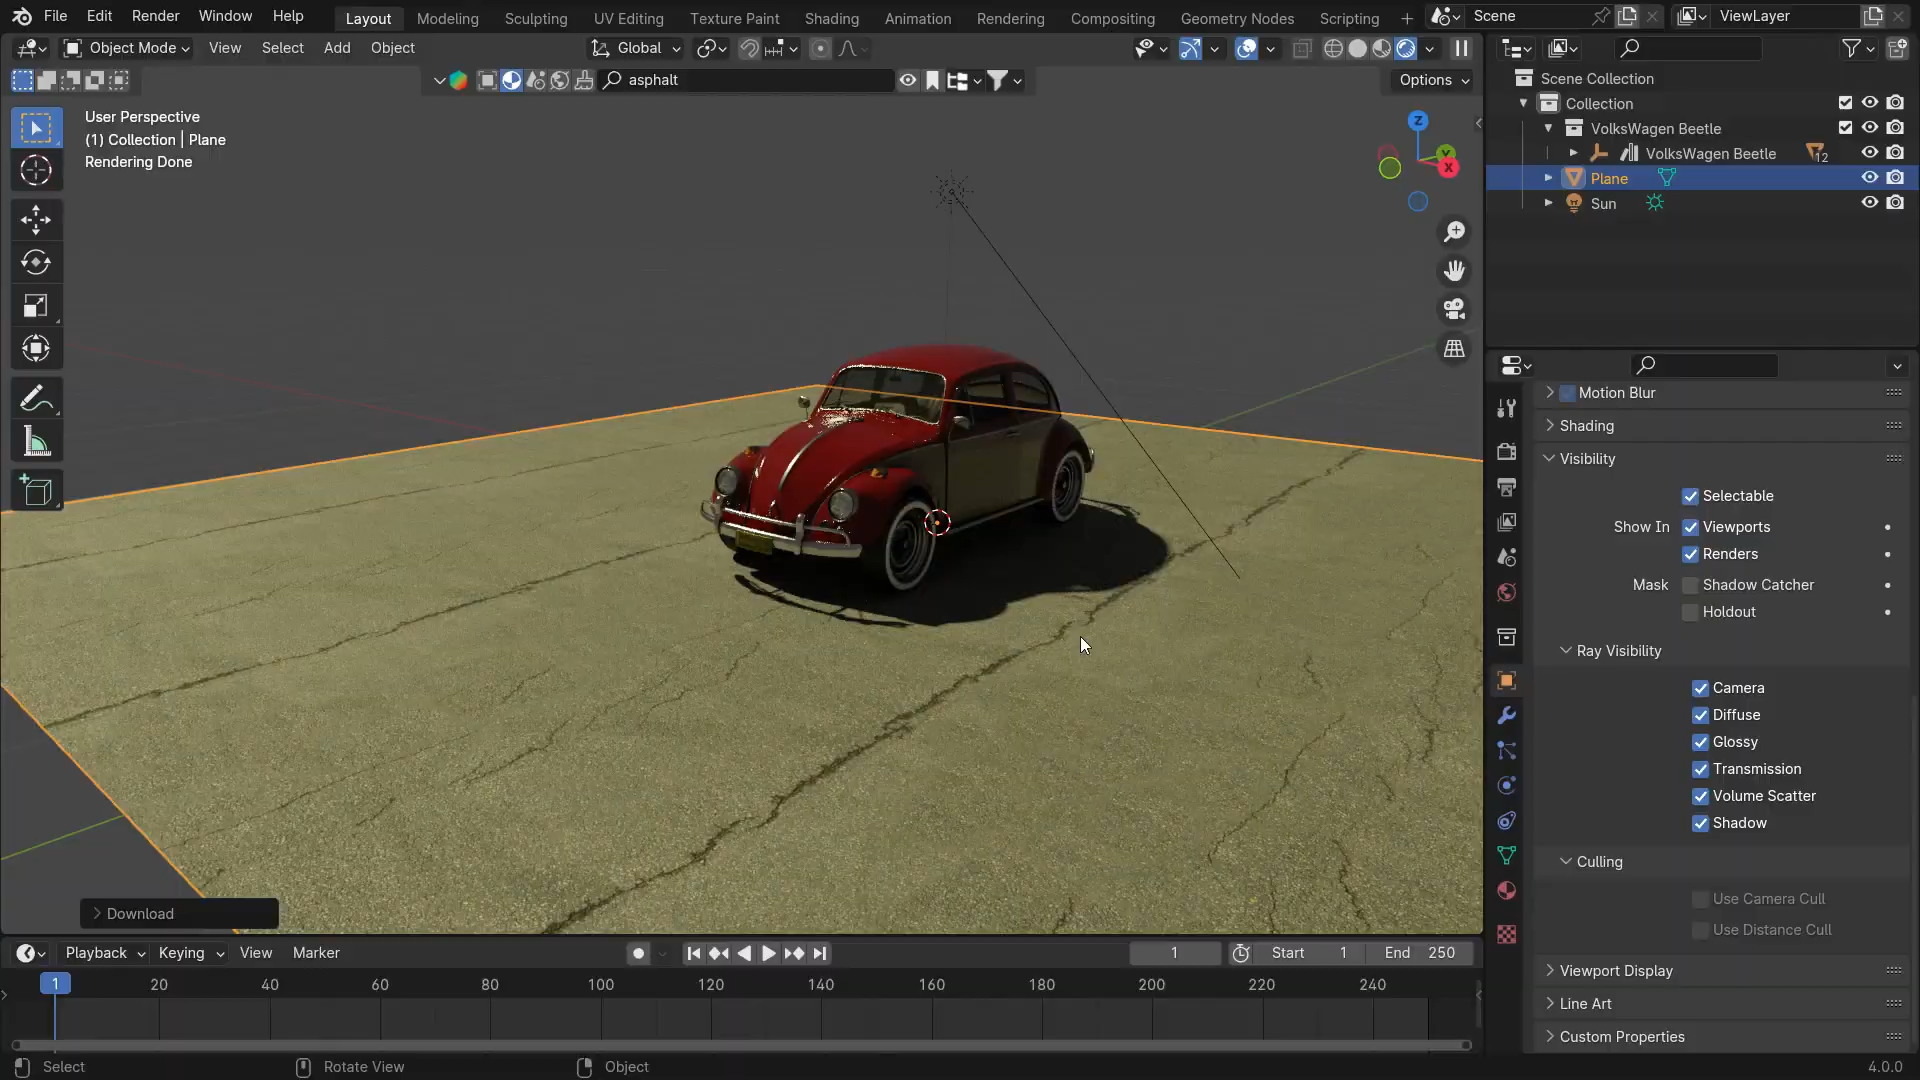 File Edit Render Window Help Layout Modeling Sculpting UV Editing Texture Paint Shading Animation Rendering Compositing Geometry Nodes Scripting + Scene ViewLayer
Object Mode View Select Add Object Global
asphalt Options
User Perspective
(1) Collection | Plane
Rendering Done
Z
Y
X
Download
Scene Collection
Collection
VolksWagen Beetle
VolksWagen Beetle 12
Plane
Sun
Motion Blur
Shading
Visibility
Selectable
Show In Viewports
Renders
Mask Shadow Catcher
Holdout
Ray Visibility
Camera
Diffuse
Glossy
Transmission
Volume Scatter
Shadow
Culling
Use Camera Cull
Use Distance Cull
Viewport Display
Line Art
Custom Properties
Playback Keying View Marker 1 Start 1 End 250
1 20 40 60 80 100 120 140 160 180 200 220 240
Select Rotate View Object 4.0.0